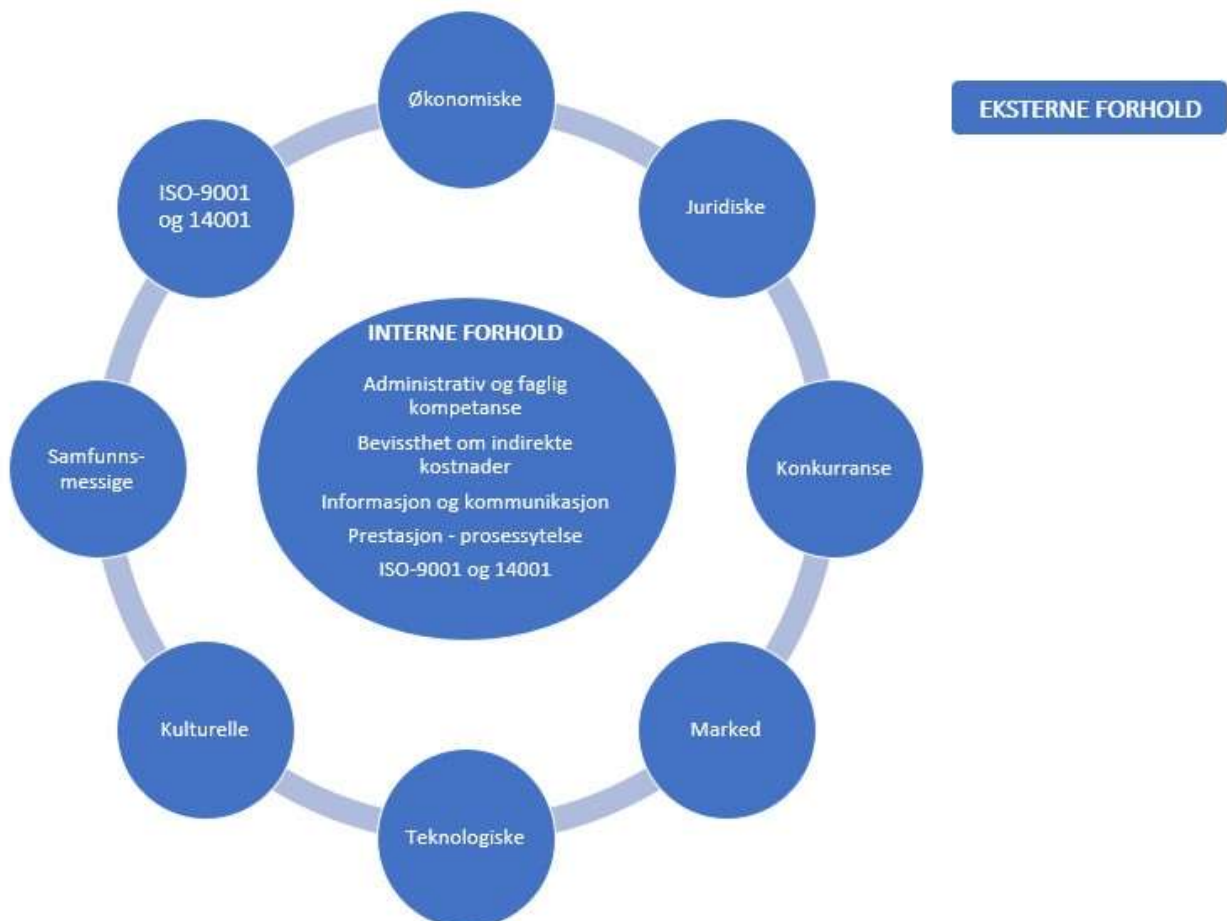 Økonomiske
EKSTERNE FORHOLD
ISO-9001
og 14001
Juridiske
INTERNE FORHOLD
Administrativ og faglig
kompetanse
Bevissthet om indirekte
kostnader
Informasjon og kommunikasjon
Prestasjon - prosessytelse
ISO-9001 og 14001
Samfunns-
messige
Konkurranse
Kulturelle
Marked
Teknologiske